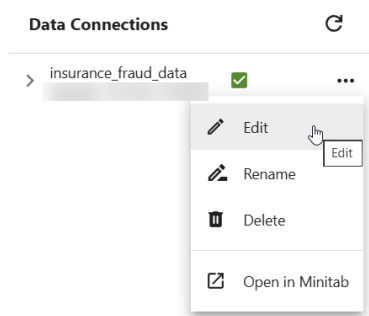 Data Connections
insurance_fraud_data
Edit
Edit
Rename
Delete
Open in Minitab